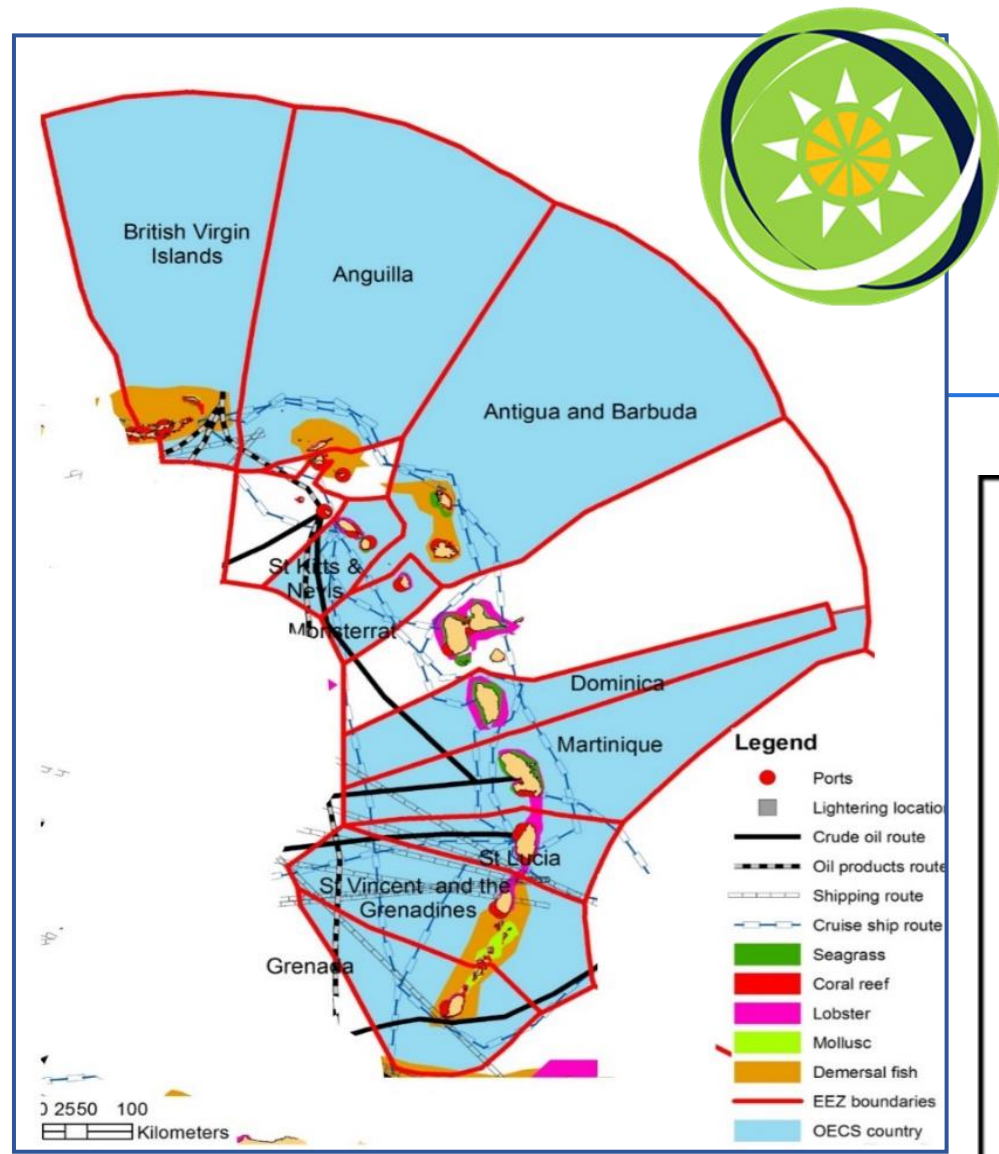 British Virgin
Islands
Anguilla
Antigua and Barbuda
St Kitts &
Nevis
Monsterrat
Dominica
Martinique
St Lucia
St Vincent and the
Grenadines
Grenada
Legend
Ports
Lightering location
Crude oil route
Oil products route
Shipping route
Cruise ship route
Seagrass
Coral reef
Lobster
Mollusc
Demersal fish
EEZ boundaries
OECS country
0 25 50 100
Kilometers